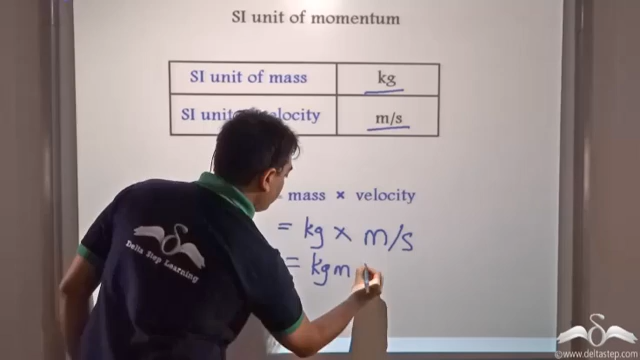 SI unit of momentum
SI unit of mass
kg
SI unit velocity
m/s
= mass × velocity
= kg × m/s
= kgm
Delta Step Learning
©www.deltastep.com